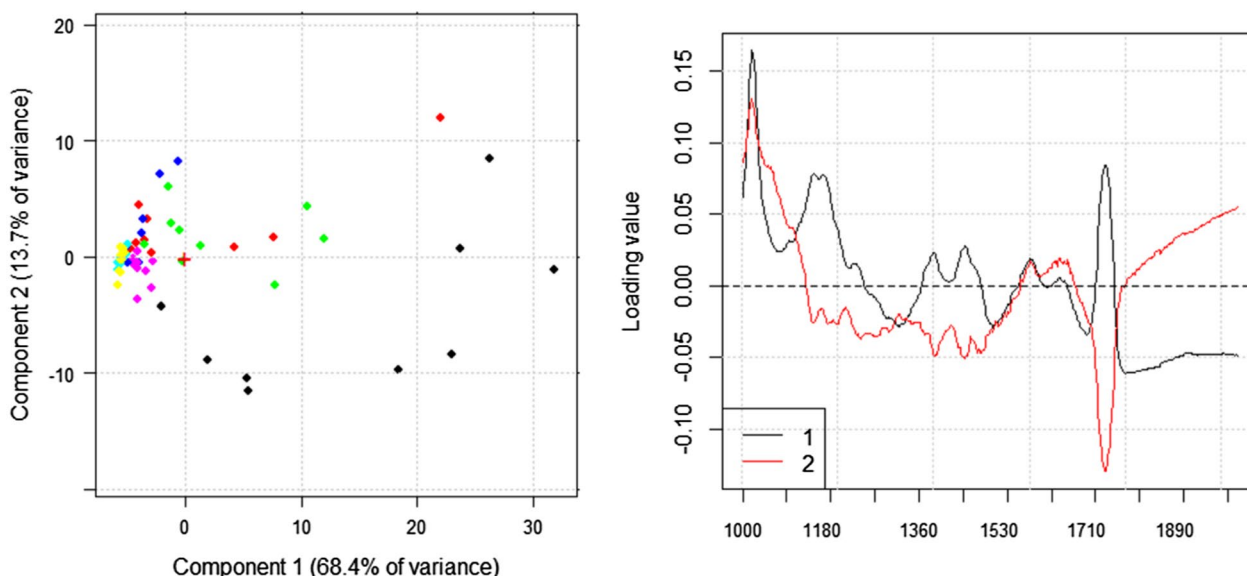 20
10
0
-10
Component 2 (13.7% of variance)
0 10 20 30
Component 1 (68.4% of variance)
0.15
0.10
0.05
0.00
-0.05
-0.10
Loading value
1
2
1000 1180 1360 1530 1710 1890